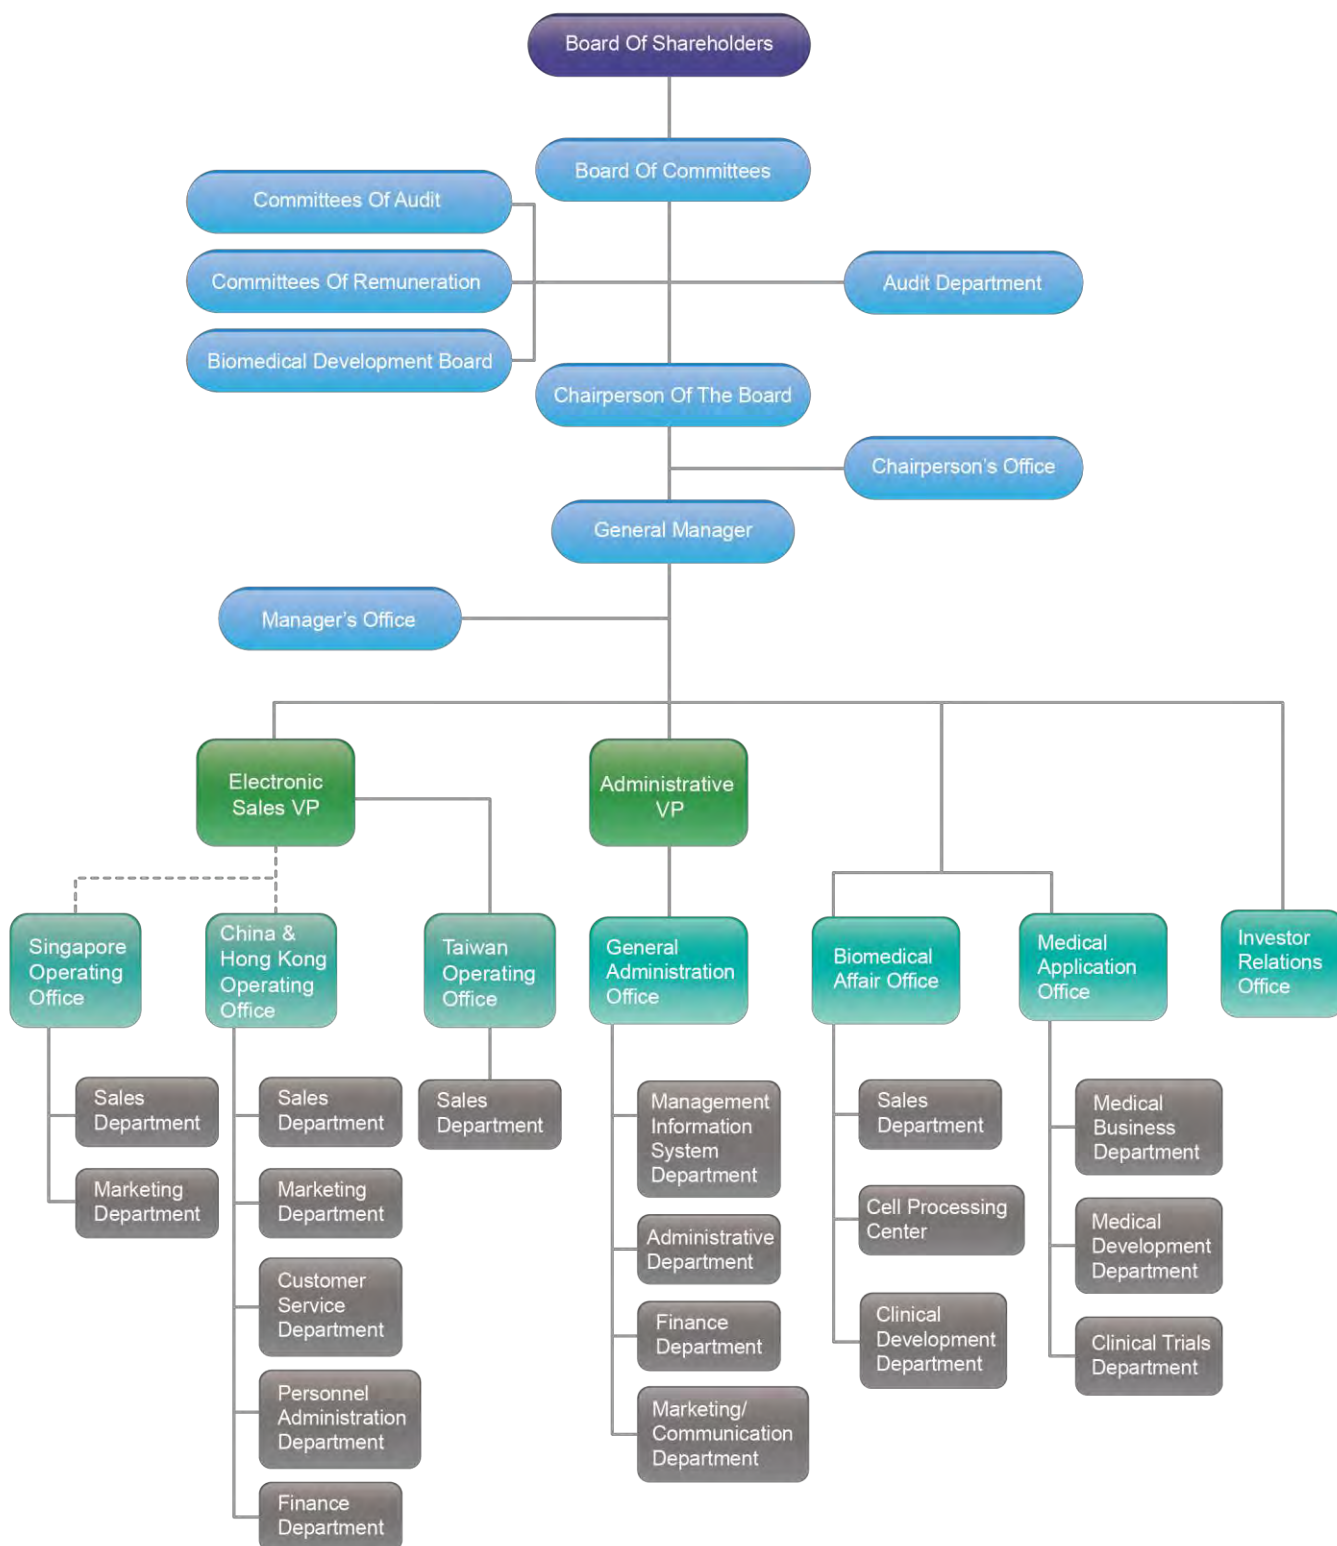 Board Of Shareholders
Board Of Committees
Committees Of Audit
Committees Of Remuneration
Audit Department
Biomedical Development Board
Chairperson Of The Board
Chairperson's Office
General Manager
Manager's Office
Electronic
Sales VP
Administrative
VP
Singapore
Operating
Office
China &
Hong Kong
Operating
Office
Taiwan
Operating
Office
General
Administration
Office
Biomedical
Affair Office
Medical
Application
Office
Investor
Relations
Office
Sales
Department
Marketing
Department
Sales
Department
Marketing
Department
Customer
Service
Department
Personnel
Administration
Department
Finance
Department
Sales
Department
Management
Information
System
Department
Administrative
Department
Finance
Department
Marketing/
Communication
Department
Sales
Department
Cell Processing
Center
Clinical
Development
Department
Medical
Business
Department
Medical
Development
Department
Clinical Trials
Department